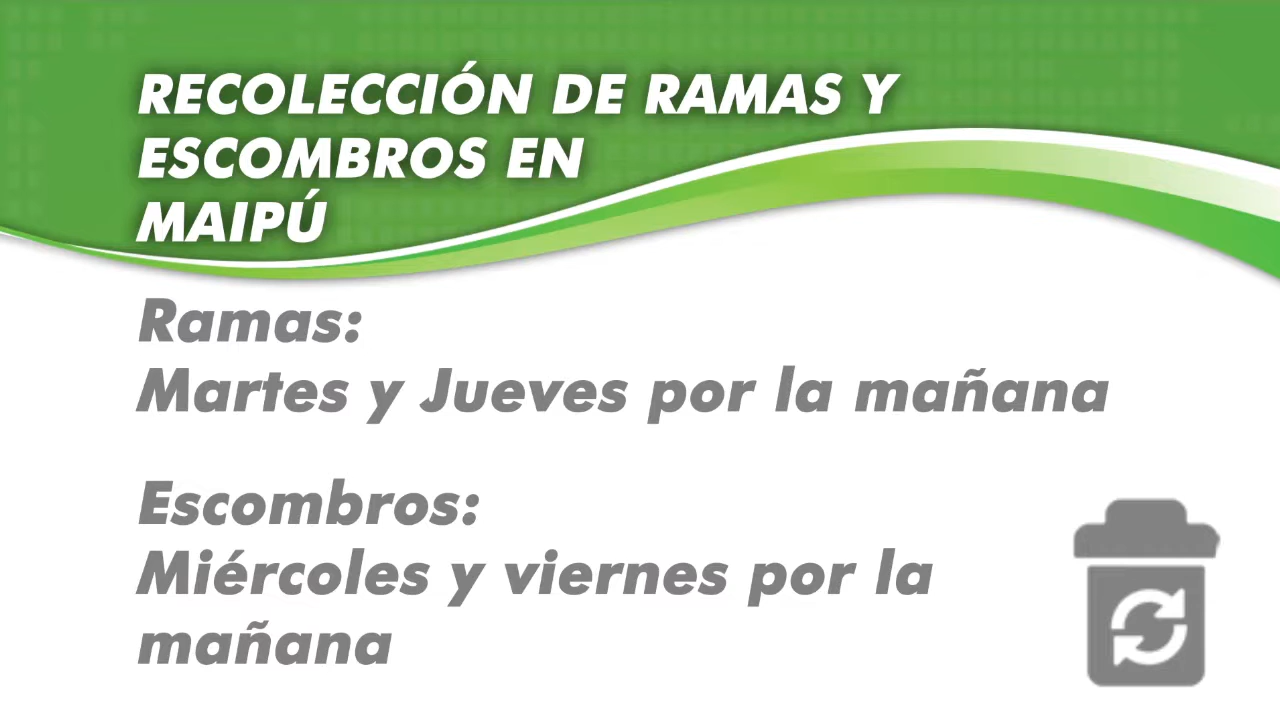 RECOLECCIÓN DE RAMAS Y
ESCOMBROS EN
MAIPÚ
Ramas:
Martes y Jueves por la mañana
Escombros:
Miércoles y viernes por la
mañana